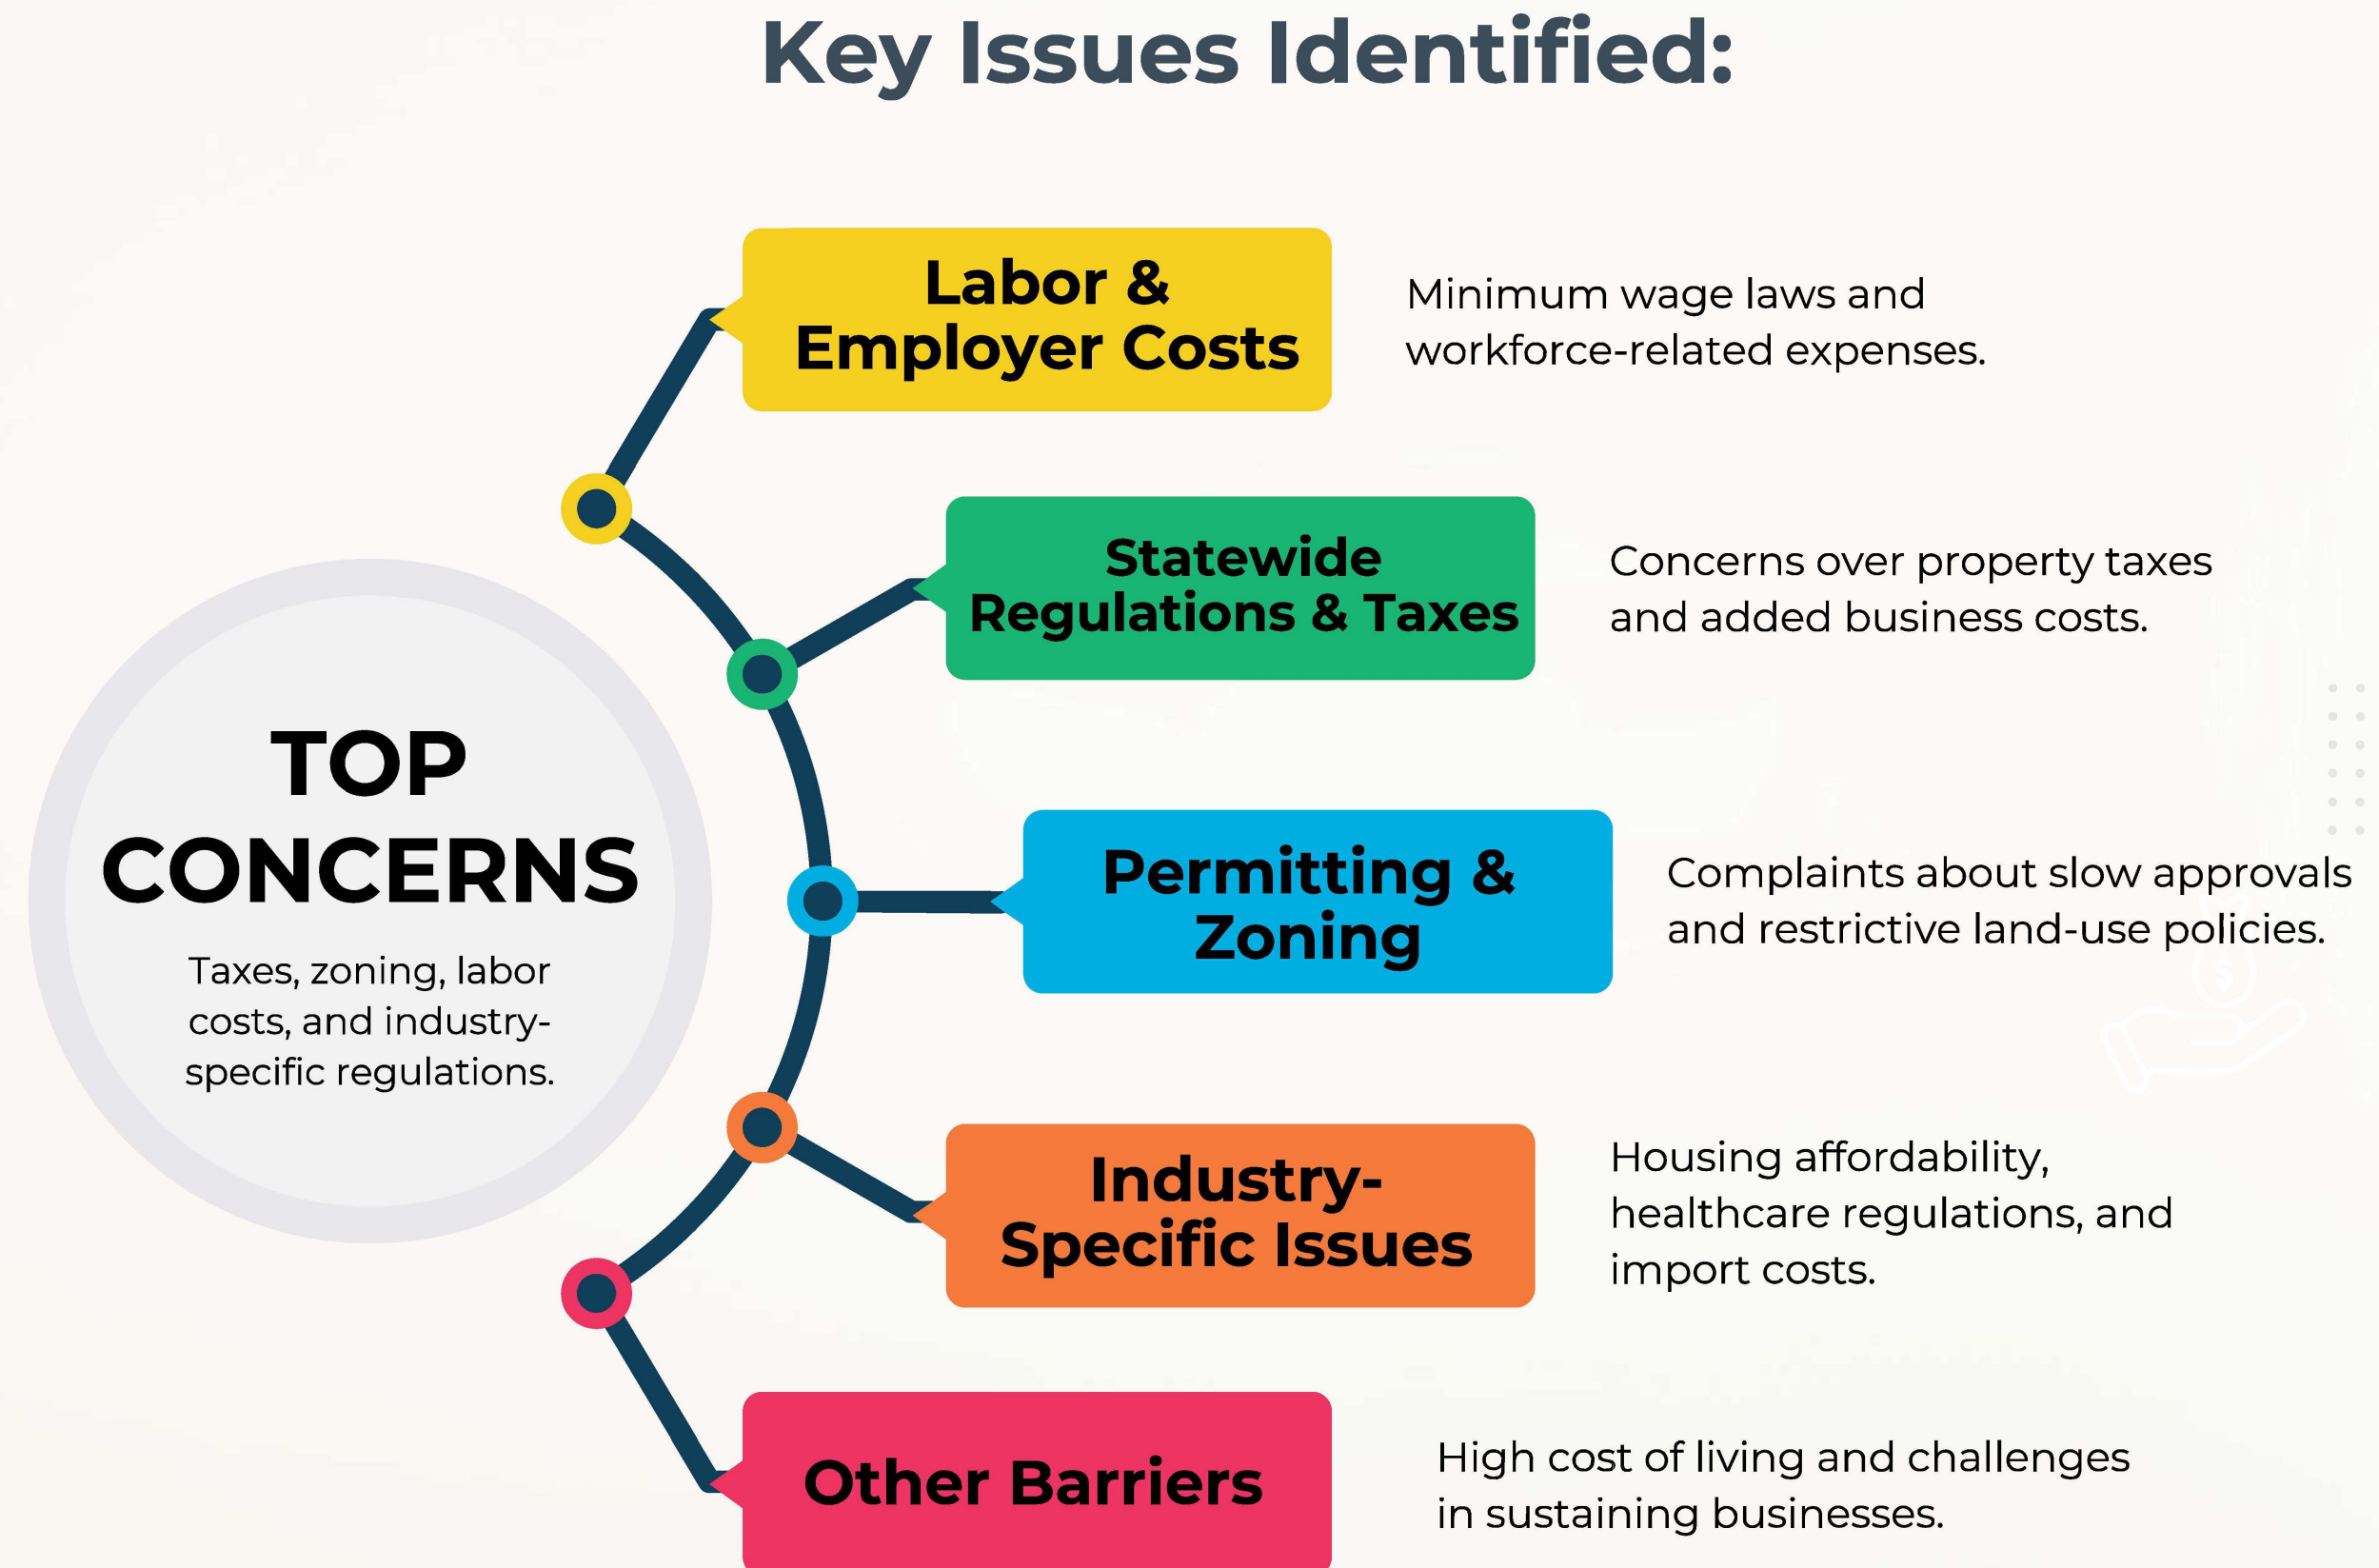 Key Issues Identified:
Labor &
Employer Costs
Minimum wage laws and
workforce-related expenses.
Statewide
Regulations & Taxes
Concerns over property taxes
and added business costs.
TOP
CONCERNS
Taxes, zoning, labor
costs, and industry-
specific regulations.
Permitting &
Zoning
Complaints about slow approvals
and restrictive land-use policies.
Industry-
Specific Issues
Housing affordability,
healthcare regulations, and
import costs.
Other Barriers
High cost of living and challenges
in sustaining businesses.